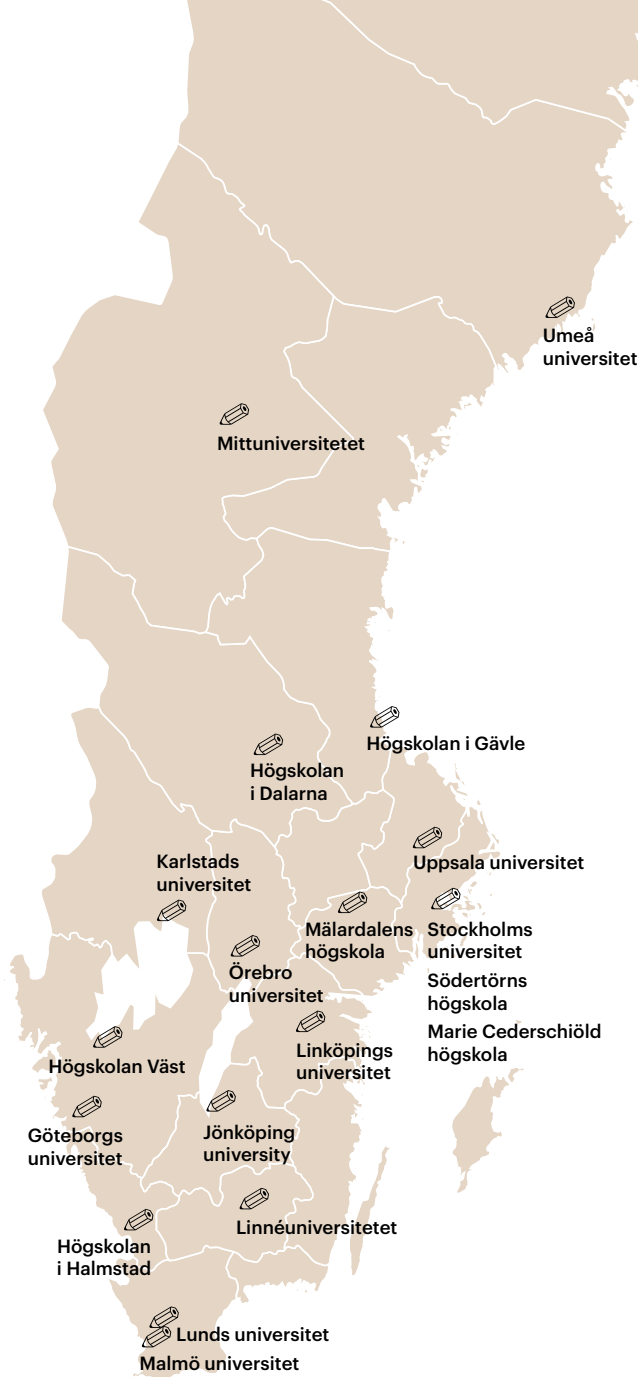 Umeå
universitet
Mittuniversitetet
Högskolan i Gävle
Högskolan
i Dalarna
Uppsala universitet
Karlstads
universitet
Mälardalens
högskola
Stockholms
universitet
Södertörns
högskola
Marie Cederschiöld
högskola
Örebro
universitet
Linköpings
universitet
Högskolan Väst
Göteborgs
universitet
Jönköping
university
Linnéuniversitetet
Högskolan
i Halmstad
Lunds universitet
Malmö universitet